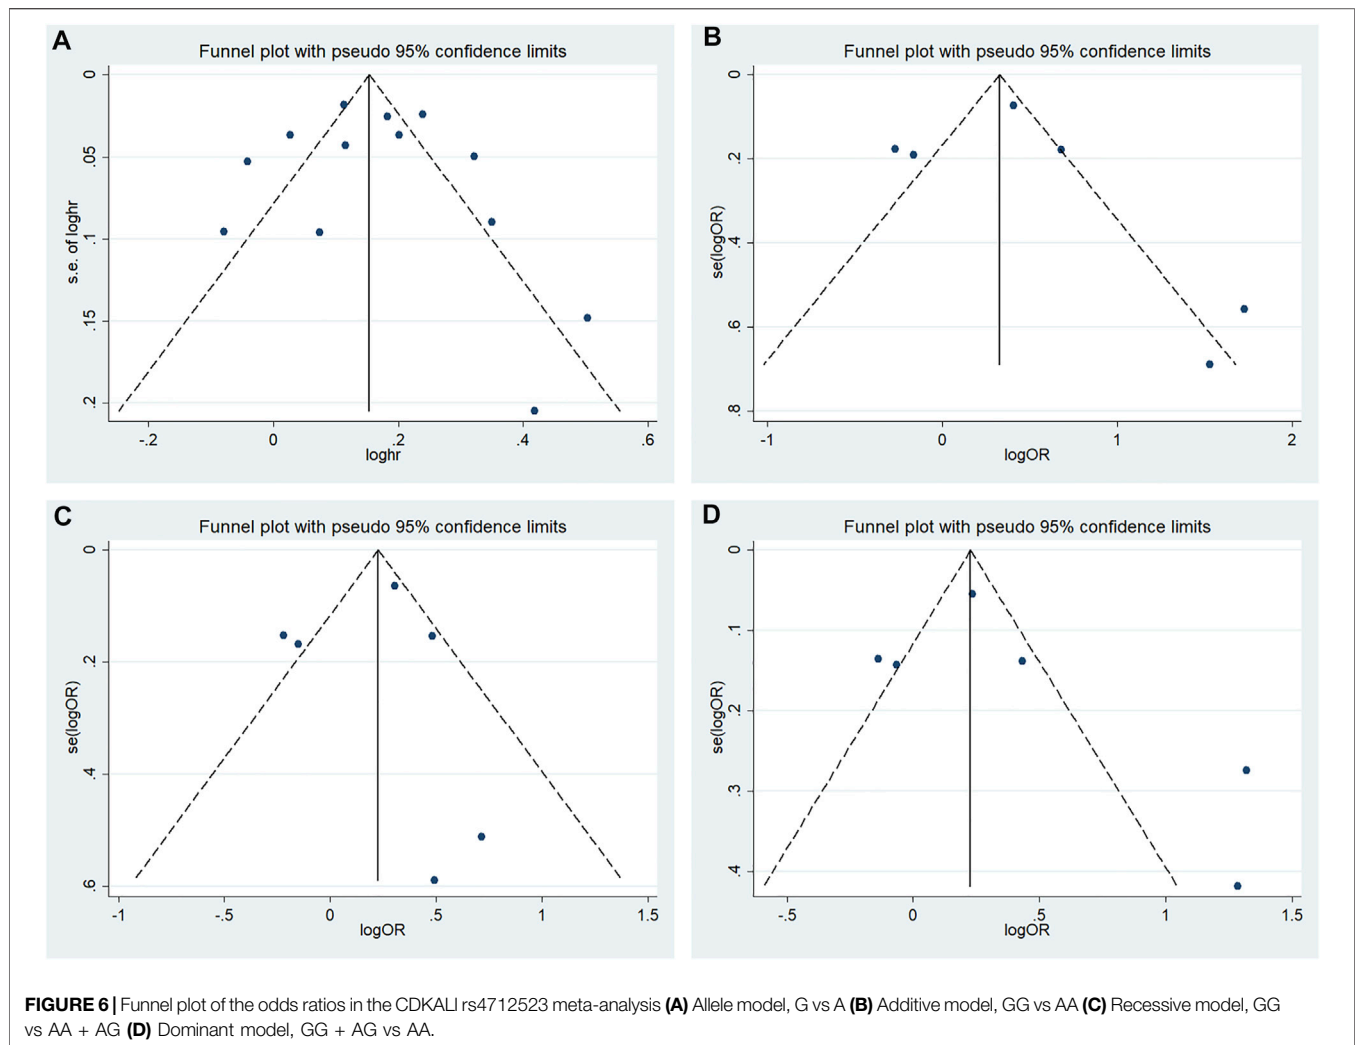 A
Funnel plot with pseudo 95% confidence limits
0
.05
.1
.15
.2
s.e. of loghr
-.2 0 .2 .4 .6
loghr
B
Funnel plot with pseudo 95% confidence limits
0
.2
.4
.6
.8
se(logOR)
-1 0 1 2
logOR
C
Funnel plot with pseudo 95% confidence limits
0
.2
.4
.6
se(logOR)
-1 -.5 0 .5 1 1.5
logOR
D
Funnel plot with pseudo 95% confidence limits
0
.1
.2
.3
.4
se(logOR)
-.5 0 .5 1 1.5
logOR
FIGURE 6 | Funnel plot of the odds ratios in the CDKALI rs4712523 meta-analysis (A) Allele model, G vs A (B) Additive model, GG vs AA (C) Recessive model, GG
vs AA + AG (D) Dominant model, GG + AG vs AA.